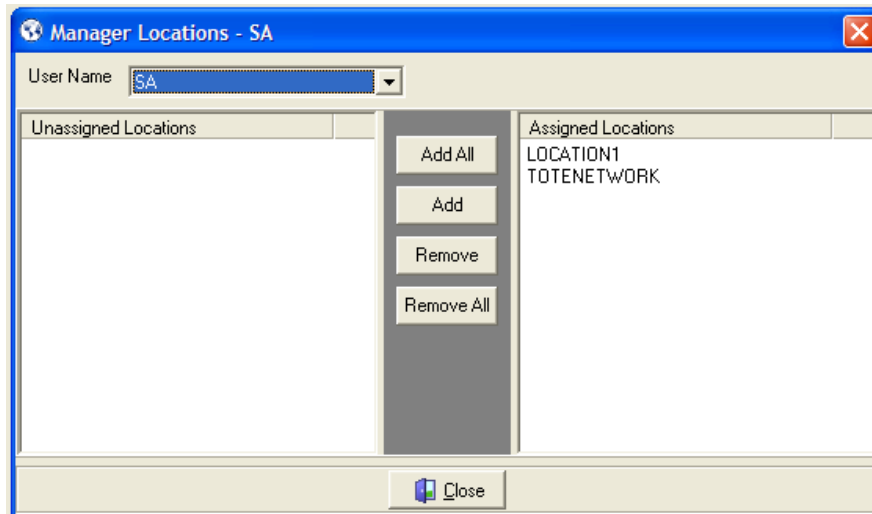 Manager Locations - SA
User Name SA
Unassigned Locations
Add All
Add
Remove
Remove All
Assigned Locations
LOCATION1
TOTENETWORK
Close